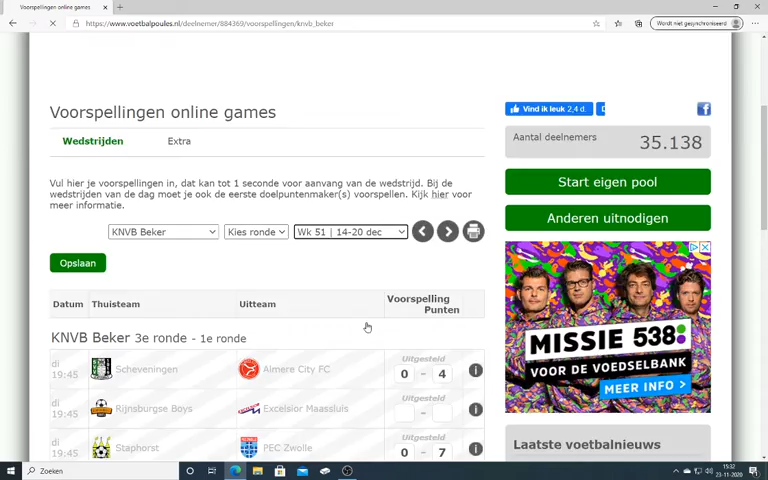 Voetbalpoules.nl - online games
https://www.voetbalpoules.nl/deelnemer/884369/voorspellingen/knvb_beker
Wordt niet gesynchroniseerd
Voorspellingen online games
Wedstrijden Extra
Vul hier je voorspellingen in, dat kan tot 1 seconde voor aanvang van de wedstrijd. Bij de
wedstrijden van de dag moet je ook de eerste doelpuntenmaker(s) voorspellen. Kijk hier voor
meer informatie.
KNVB Beker Kies ronde Wk 51 | 14-20 dec
Opslaan
Datum Thuisteam Uitteam Voorspelling
Punten
KNVB Beker 3e ronde - 1e ronde
di
19:45 Scheveningen Almere City FC Uitgesteld 0 - 4 i
di
19:45 Rijnsburgse Boys Excelsior Maassluis Uitgesteld - i
di
19:45 Staphorst PEC Zwolle Uitgesteld 0 - 7 i
Vind ik leuk 2,4 d.
Aantal deelnemers 35.138
Start eigen pool
Anderen uitnodigen
MISSIE 538
VOOR DE VOEDSELBANK
MEER INFO >
Laatste voetbalnieuws
Zoeken
15:32
23-11-2020